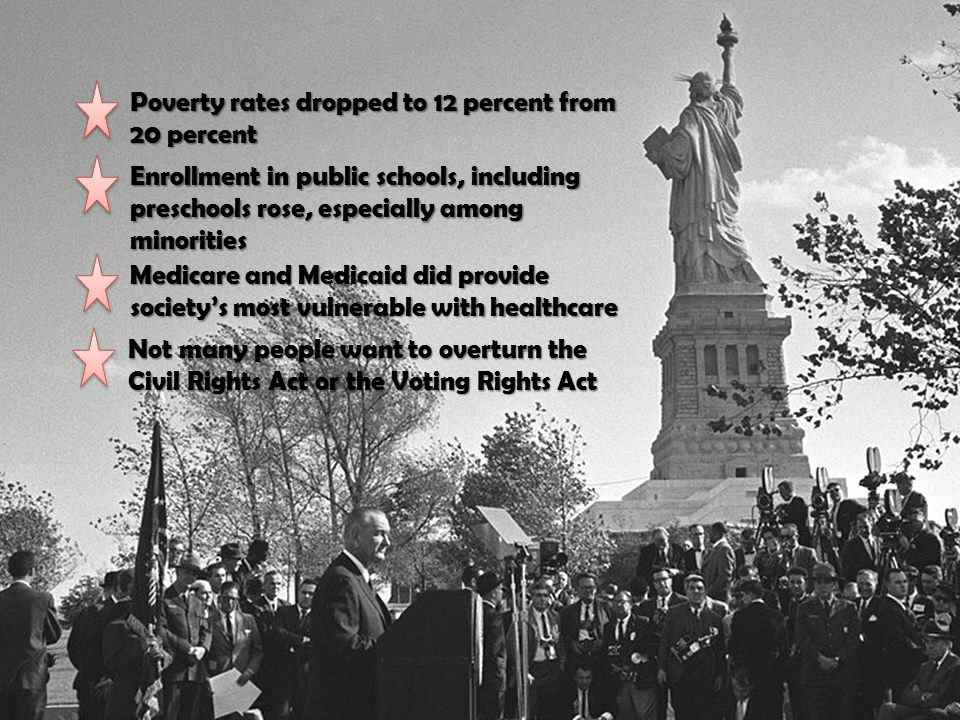 Poverty rates dropped to 12 percent from
20 percent
Enrollment in public schools, including
preschools rose, especially among
minorities
Medicare and Medicaid did provide
society's most vulnerable with healthcare
Not many people want to overturn the
Civil Rights Act or the Voting Rights Act